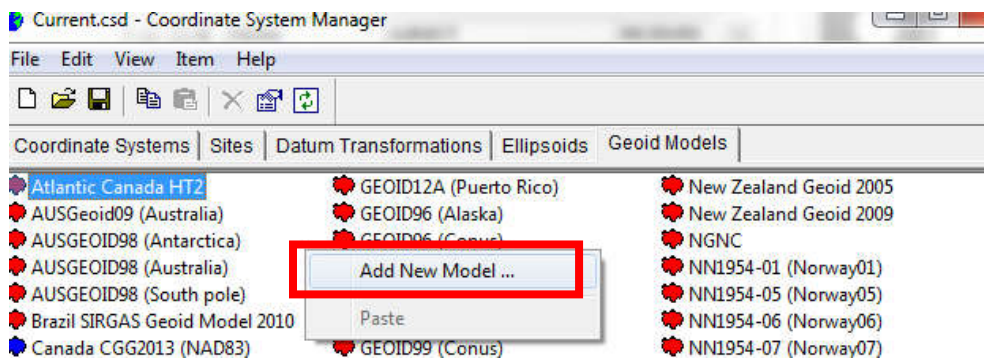 Current.csd - Coordinate System Manager
File Edit View Item Help
Coordinate Systems Sites Datum Transformations Ellipsoids Geoid Models
Atlantic Canada HT2
AUSGeoid09 (Australia)
AUSGEOID98 (Antarctica)
AUSGEOID98 (Australia)
AUSGEOID98 (South pole)
Brazil SIRGAS Geoid Model 2010
Canada CGG2013 (NAD83)
GEOID12A (Puerto Rico)
GEOID96 (Alaska)
GEOID96 (Conus)
Add New Model ...
Paste
GEOID99 (Conus)
New Zealand Geoid 2005
New Zealand Geoid 2009
NGNC
NN1954-01 (Norway01)
NN1954-05 (Norway05)
NN1954-06 (Norway06)
NN1954-07 (Norway07)